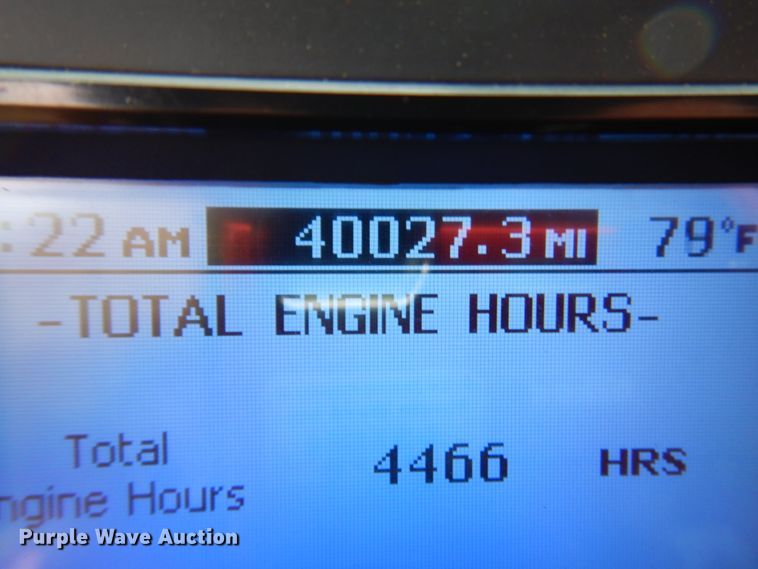 :22 AM 40027.3 MI 79°F
-TOTAL ENGINE HOURS-
Total
ngine Hours 4466 HRS
Purple Wave Auction